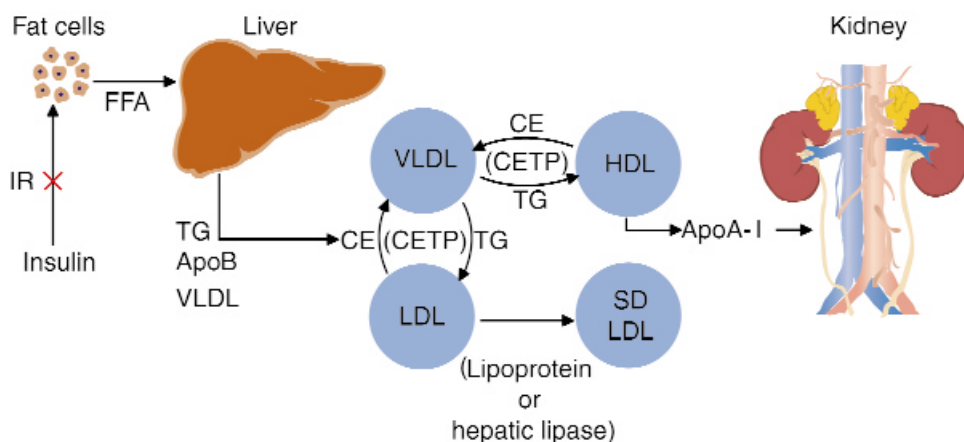 Fat cells
Liver
Kidney
FFA
IR
Insulin
TG
ApoB
VLDL
VLDL
CE
(CETP)
TG
HDL
CE (CETP) TG
ApoA-I
LDL
SD
LDL
(Lipoprotein
or
hepatic lipase)